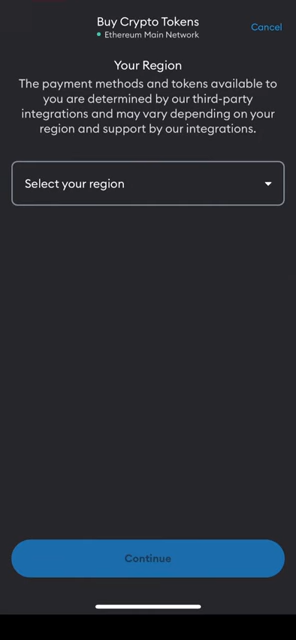 Buy Crypto Tokens
Ethereum Main Network
Cancel
Your Region
The payment methods and tokens available to
you are determined by our third-party
integrations and may vary depending on your
region and support by our integrations.
Select your region
Continue